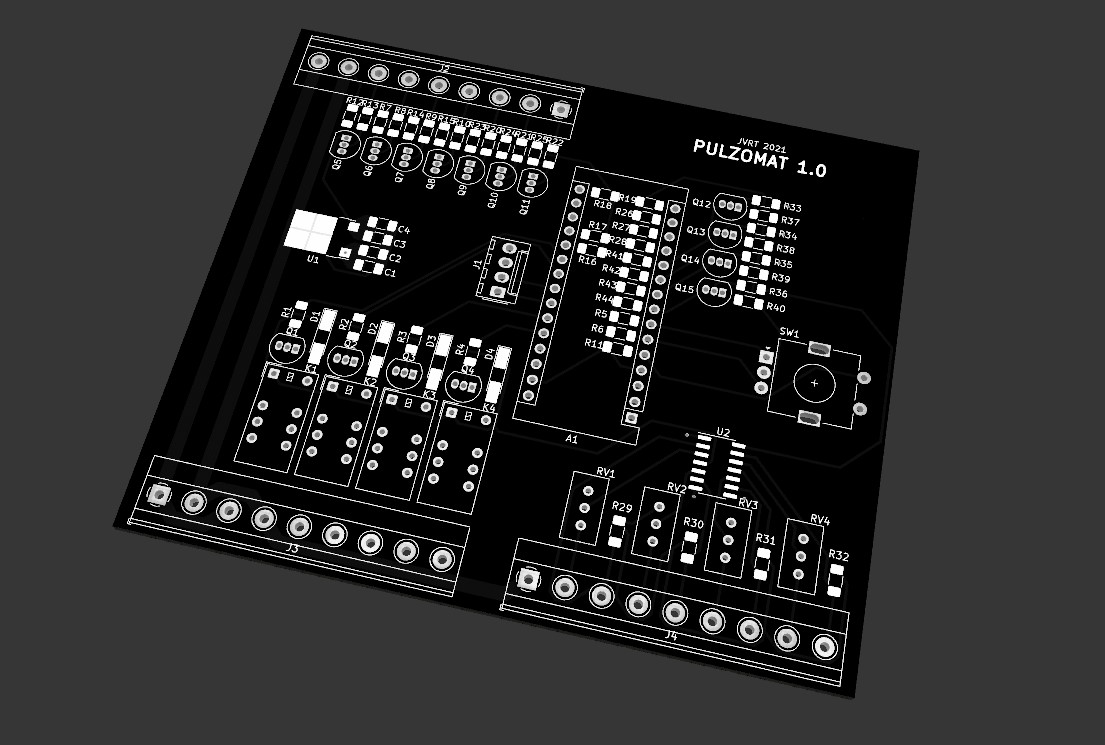 J2
R12 R13 R7 R8 R14 R9 R15 R10 R23 R20 R24 R21 R25 R22
Q5 Q6 Q7 Q8 Q9 Q10 Q11
JVRT 2021
PULZOMAT 1.0
R18 R19
R26
R17 R27
R28
R16 R41
R42
R43
R44
R5
R6
R11
Q12 R33
R37
Q13 R34
R38
Q14 R35
R39
Q15 R36
R40
C4
C3
C2
C1
U1
J1
SW1
R1 D1 R2 D2 R3 D3 R4 D4
Q1 Q2 Q3 Q4
K1 K2 K3 K4
A1
U2
RV1 RV2 RV3 RV4
R29 R30 R31 R32
J3
J4